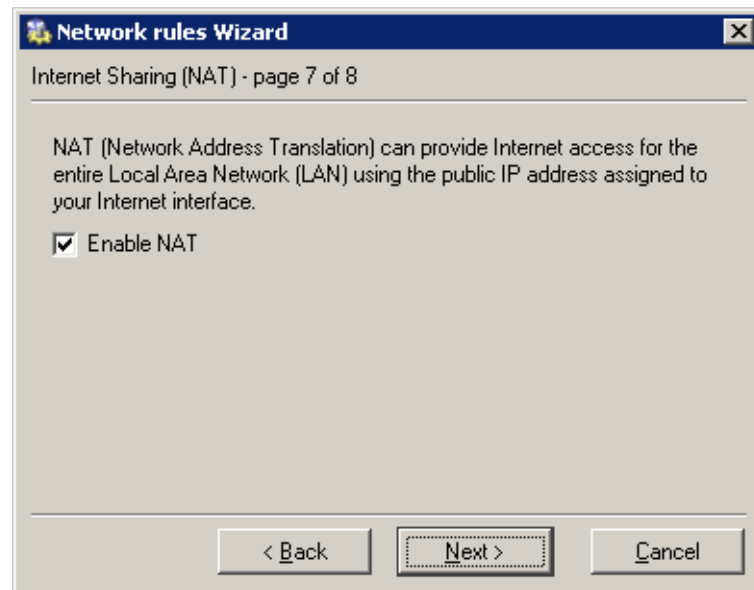 Network rules Wizard
Internet Sharing (NAT) - page 7 of 8
NAT (Network Address Translation) can provide Internet access for the
entire Local Area Network (LAN) using the public IP address assigned to
your Internet interface.
Enable NAT
< Back Next > Cancel